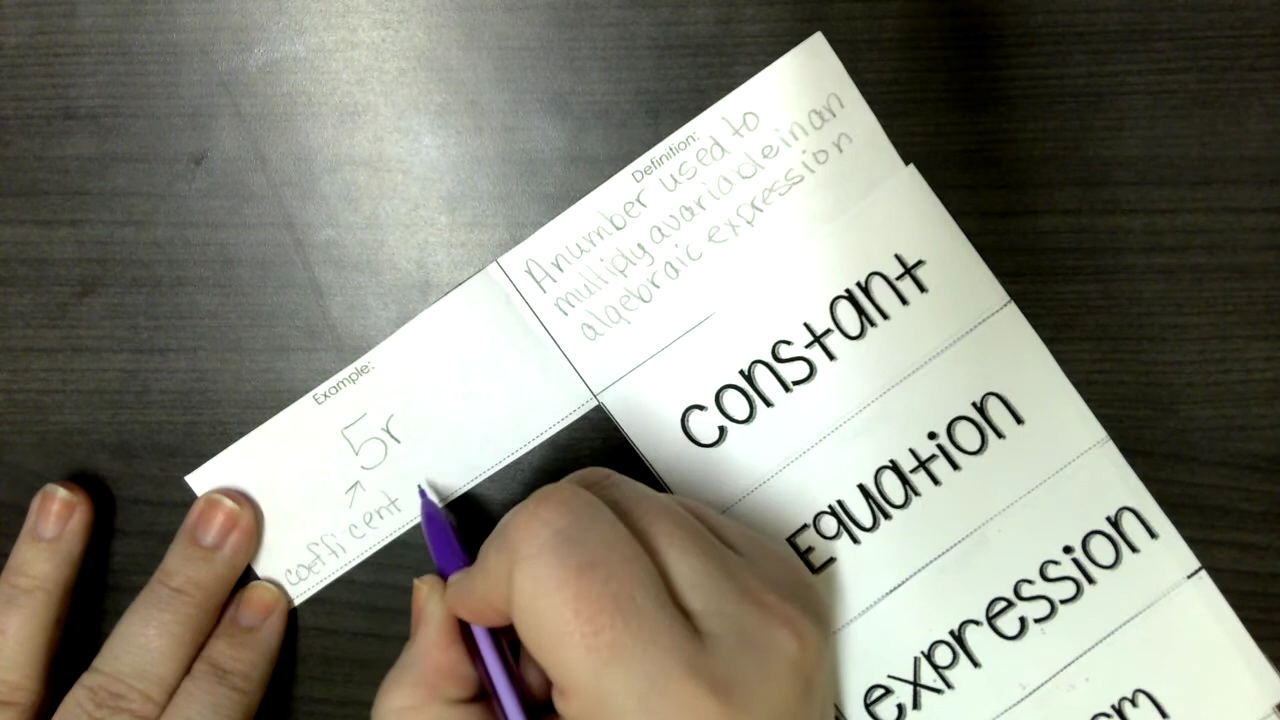 Definition:
A number used to
multiply a variable in an
algebraic expression
Example:
5r
coefficent
constant
Equation
expression